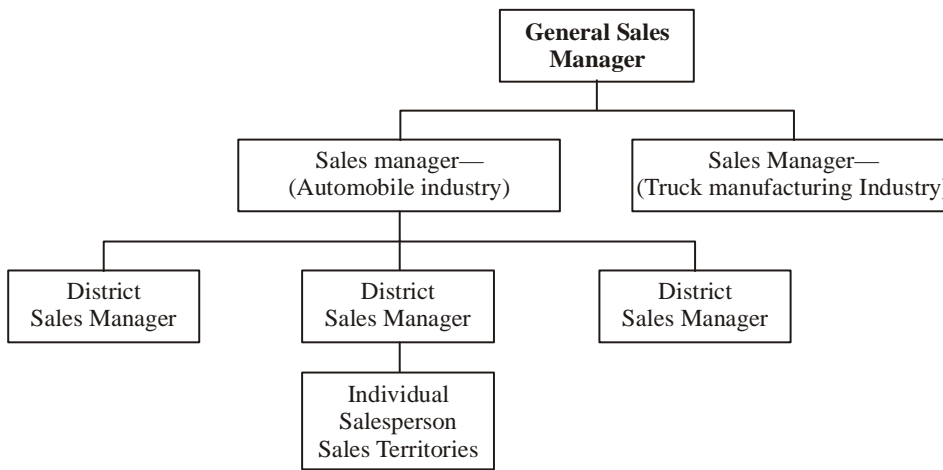 General Sales
Manager
Sales manager—
(Automobile industry)
Sales Manager—
(Truck manufacturing Industry)
District
Sales Manager
District
Sales Manager
District
Sales Manager
Individual
Salesperson
Sales Territories